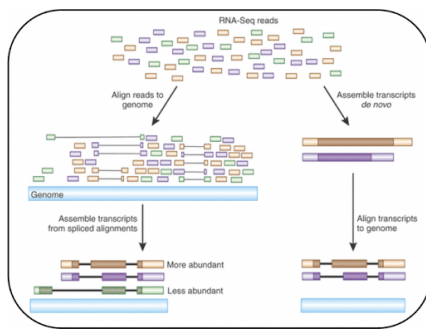 RNA-Seq reads
Align reads to
genome
Assemble transcripts
de novo
Genome
Assemble transcripts
from spliced alignments
Align transcripts
to genome
More abundant
Less abundant